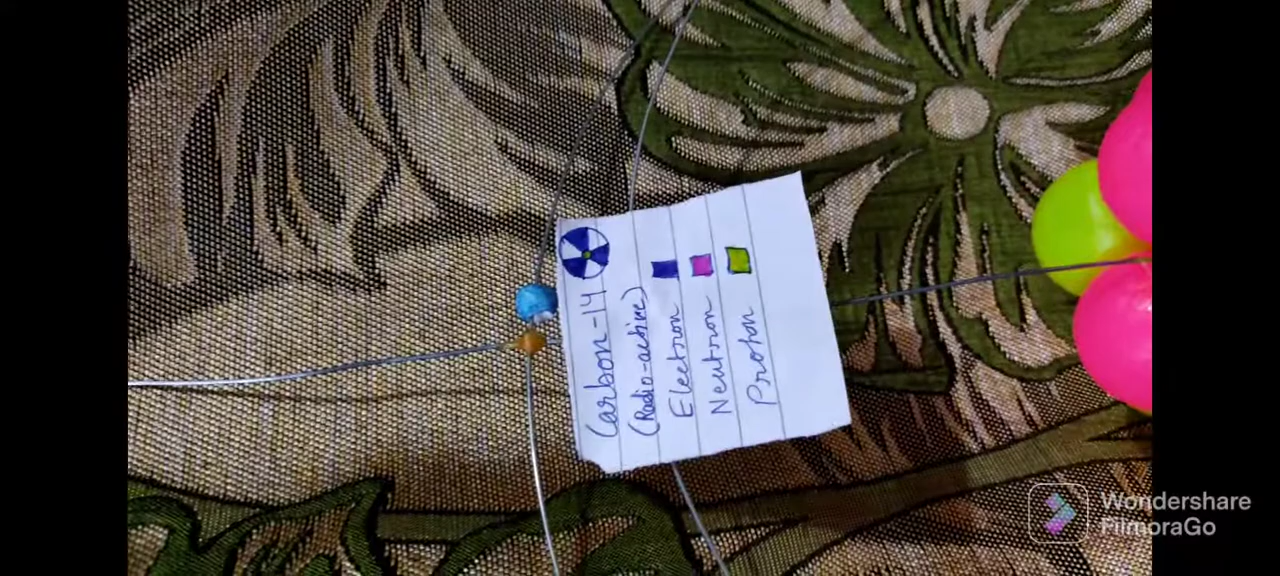 Carbon-14
(Radio-active)
Electron
Neutron
Proton
Wondershare
FilmoraGo